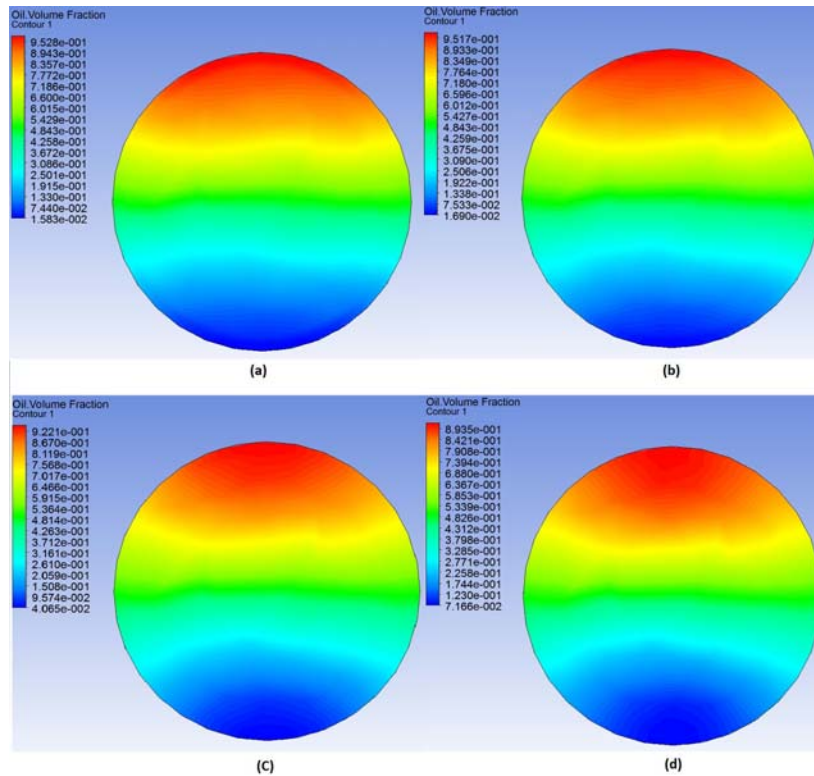 Oil.Volume Fraction
Contour 1
9.528e-001
8.943e-001
8.357e-001
7.772e-001
7.186e-001
6.600e-001
6.015e-001
5.429e-001
4.843e-001
4.258e-001
3.672e-001
3.086e-001
2.501e-001
1.915e-001
1.330e-001
7.440e-002
1.583e-002
(a)
Oil.Volume Fraction
Contour 1
9.517e-001
8.933e-001
8.349e-001
7.764e-001
7.180e-001
6.596e-001
6.012e-001
5.427e-001
4.843e-001
4.259e-001
3.675e-001
3.090e-001
2.506e-001
1.922e-001
1.338e-001
7.533e-002
1.690e-002
(b)
Oil.Volume Fraction
Contour 1
9.221e-001
8.670e-001
8.119e-001
7.568e-001
7.017e-001
6.466e-001
5.915e-001
5.364e-001
4.814e-001
4.263e-001
3.712e-001
3.161e-001
2.610e-001
2.059e-001
1.508e-001
9.574e-002
4.065e-002
(C)
Oil.Volume Fraction
Contour 1
8.935e-001
8.421e-001
7.908e-001
7.394e-001
6.880e-001
6.367e-001
5.853e-001
5.339e-001
4.826e-001
4.312e-001
3.798e-001
3.285e-001
2.771e-001
2.258e-001
1.744e-001
1.230e-001
7.166e-002
(d)